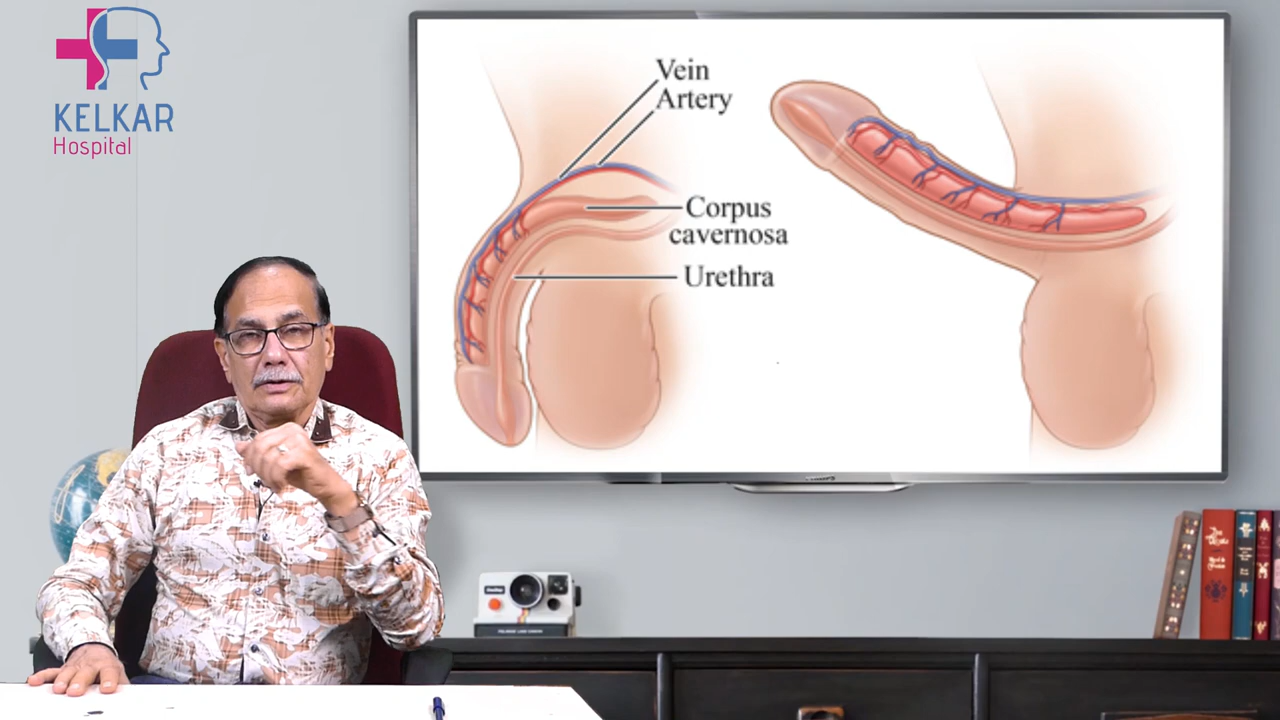 KELKAR
Hospital
Vein
Artery
Corpus
cavernosa
Urethra